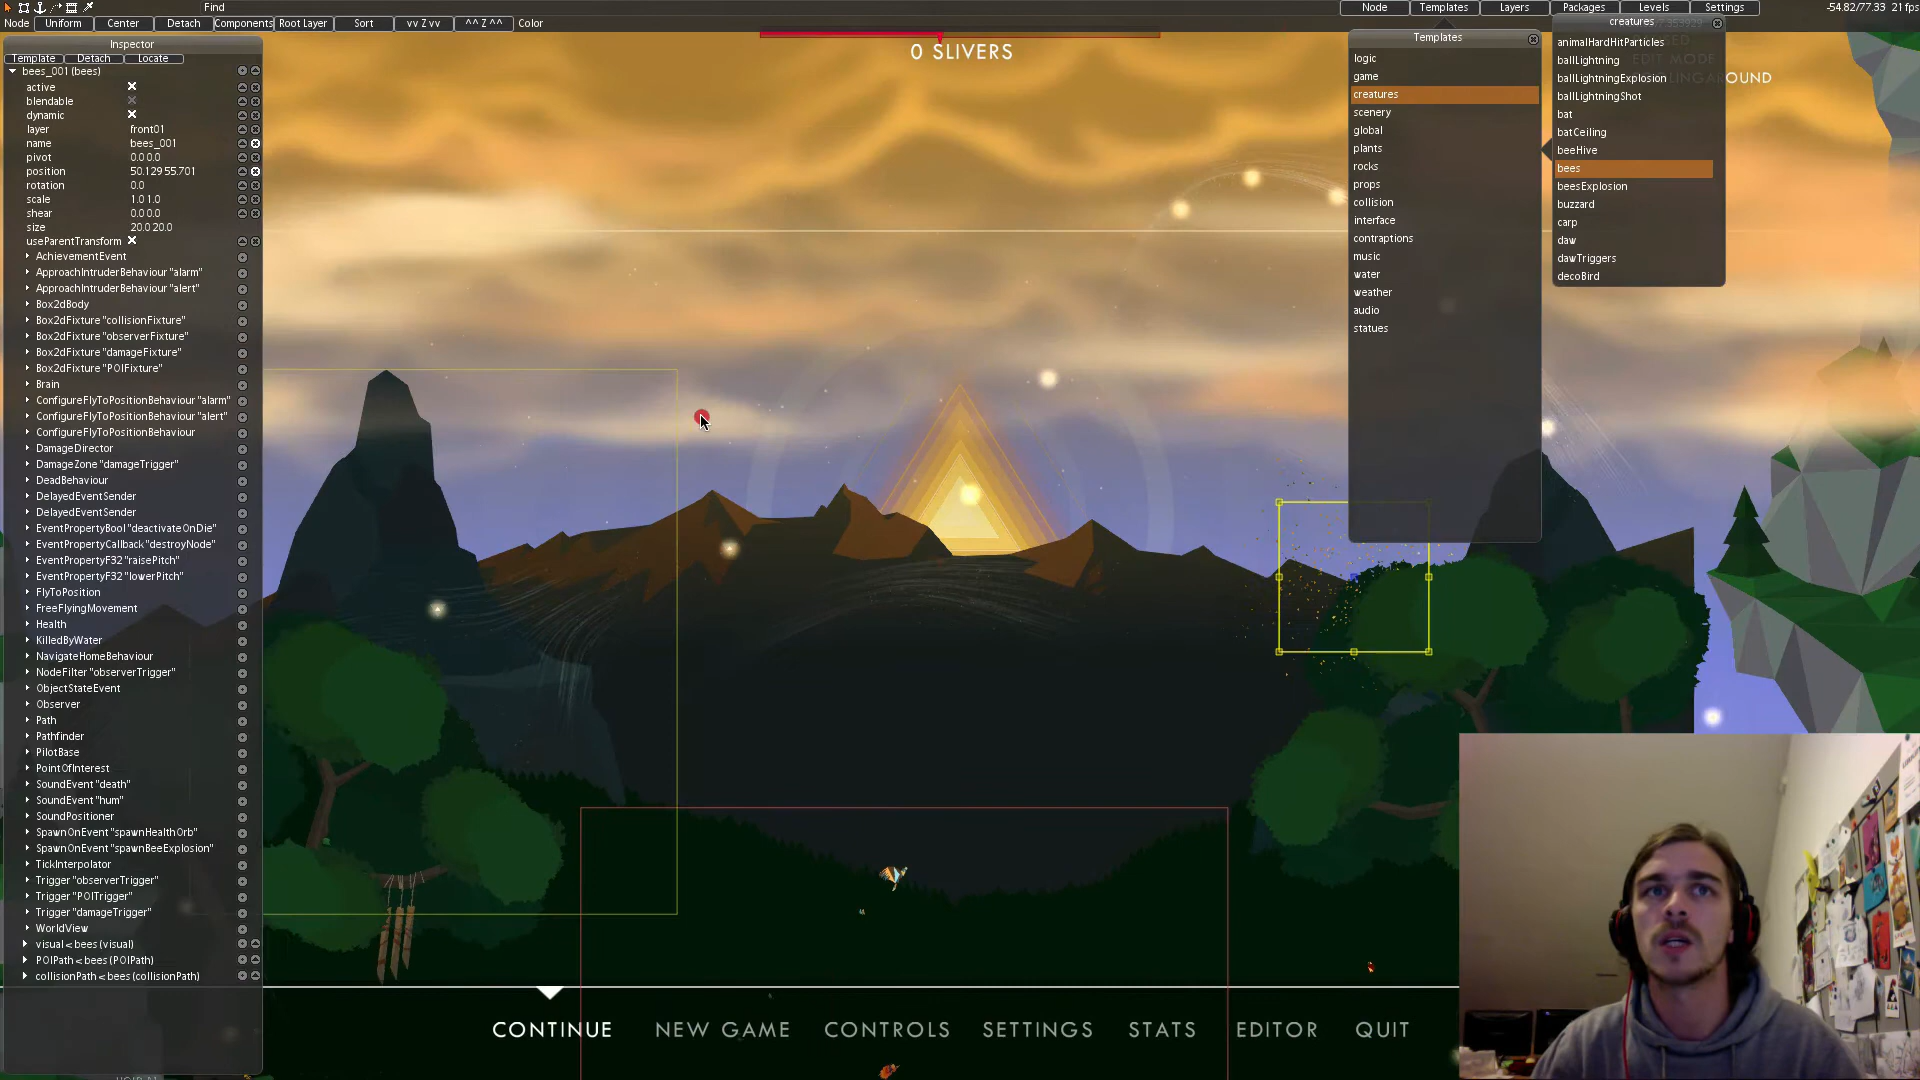 Find
Node Templates Layers Packages Levels Settings
-54.82/77.33 21 fps
Node Uniform Center Detach Components Root Layer Sort vv Z vv ^^ Z ^^ Color
Inspector
Template Detach Locate
bees_001 (bees)
active
blendable
dynamic
layer front01
name bees_001
pivot 0.0 0.0
position 50.129 55.701
rotation 0.0
scale 1.0 1.0
shear 0.0 0.0
size 20.0 20.0
useParentTransform
AchievementEvent
ApproachIntruderBehaviour "alarm"
ApproachIntruderBehaviour "alert"
Box2dBody
Box2dFixture "collisionFixture"
Box2dFixture "observerFixture"
Box2dFixture "damageFixture"
Box2dFixture "POIFixture"
Brain
ConfigureFlyToPositionBehaviour "alarm"
ConfigureFlyToPositionBehaviour "alert"
ConfigureFlyToPositionBehaviour
DamageDirector
DamageZone "damageTrigger"
DeadBehaviour
DelayedEventSender
DelayedEventSender
EventPropertyBool "deactivateOnDie"
EventPropertyCallback "destroyNode"
EventPropertyF32 "raisePitch"
EventPropertyF32 "lowerPitch"
FlyToPosition
FreeFlyingMovement
Health
KilledByWater
NavigateHomeBehaviour
NodeFilter "observerTrigger"
ObjectStateEvent
Observer
Path
Pathfinder
PilotBase
PointOfInterest
SoundEvent "death"
SoundEvent "hum"
SoundPositioner
SpawnOnEvent "spawnHealthOrb"
SpawnOnEvent "spawnBeeExplosion"
TickInterpolator
Trigger "observerTrigger"
Trigger "POITrigger"
Trigger "damageTrigger"
WorldView
visual < bees (visual)
POIPath < bees (POIPath)
collisionPath < bees (collisionPath)
0 SLIVERS
Templates
logic
game
creatures
scenery
global
plants
rocks
props
collision
interface
contraptions
music
water
weather
audio
statues
creatures
animalHardHitParticles
ballLightning
ballLightningExplosion
ballLightningShot
bat
batCeiling
beeHive
bees
beesExplosion
buzzard
carp
daw
dawTriggers
decoBird
EDIT MODE
CONTINUE NEW GAME CONTROLS SETTINGS STATS EDITOR QUIT